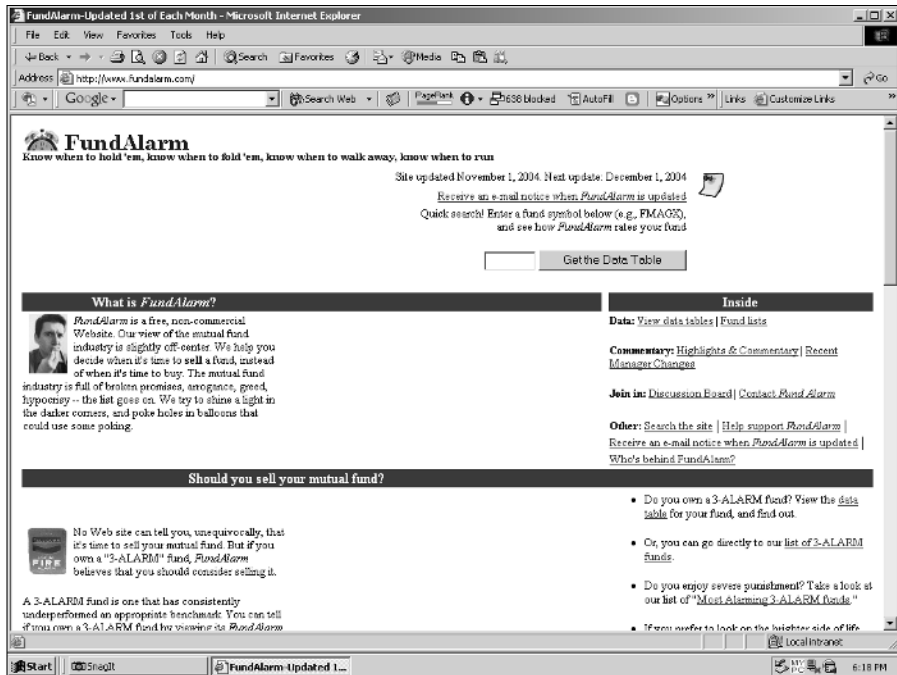 FundAlarm-Updated 1st of Each Month - Microsoft Internet Explorer
File Edit View Favorites Tools Help
Back Search Favorites Media
Address http://www.fundalarm.com/ Go
Google Search Web PageRank 638 blocked AutoFill Options Links Customize Links
FundAlarm
Know when to hold 'em, know when to fold 'em, know when to walk away, know when to run
Site updated November 1, 2004. Next update: December 1, 2004
Receive an e-mail notice when FundAlarm is updated
Quick search! Enter a fund symbol below (e.g., FMAGX),
and see how FundAlarm rates your fund
Get the Data Table
What is FundAlarm?
FundAlarm is a free, non-commercial
Website. Our view of the mutual fund
industry is slightly off-center. We help you
decide when it's time to sell a fund, instead
of when it's time to buy. The mutual fund
industry is full of broken promises, arrogance, greed,
hypocrisy -- the list goes on. We try to shine a light in
the darker corners, and poke holes in balloons that
could use some poking.
Inside
Data: View data tables | Fund lists
Commentary: Highlights & Commentary | Recent
Manager Changes
Join in: Discussion Board | Contact Fund Alarm
Other: Search the site | Help support FundAlarm |
Receive an e-mail notice when FundAlarm is updated |
Who's behind FundAlarm?
Should you sell your mutual fund?
FIRE
No Web site can tell you, unequivocally, that
it's time to sell your mutual fund. But if you
own a "3-ALARM" fund, FundAlarm
believes that you should consider selling it.
A 3-ALARM fund is one that has consistently
underperformed an appropriate benchmark. You can tell
if you own a 3-ALARM fund by viewing its FundAlarm
Do you own a 3-ALARM fund? View the data
table for your fund, and find out.
Or, you can go directly to our list of 3-ALARM
funds.
Do you enjoy severe punishment? Take a look at
our list of "Most Alarming 3-ALARM funds."
If you prefer to look on the brighter side of life
Local intranet
Start SnagIt FundAlarm-Updated 1... MY PC 6:18 PM